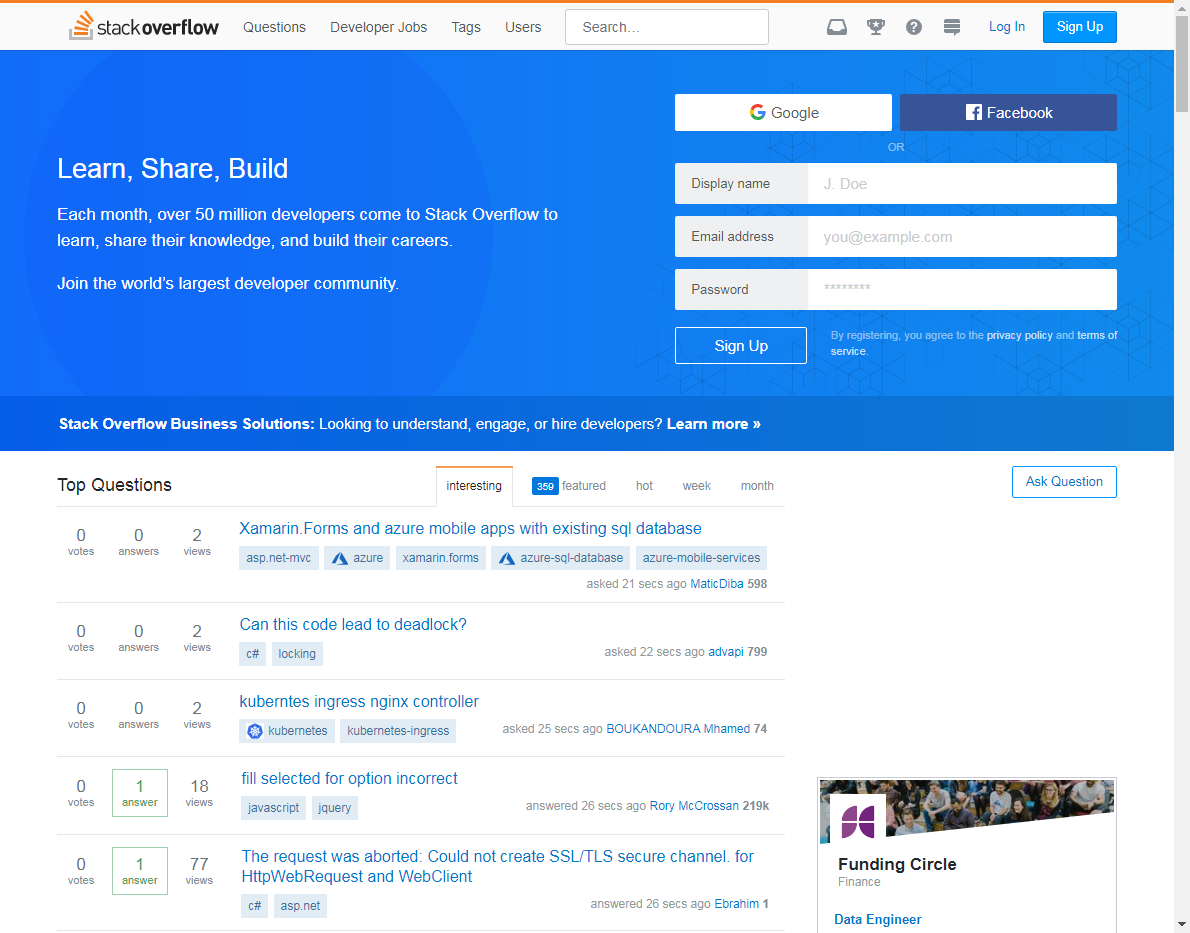 stackoverflow Questions Developer Jobs Tags Users Search... Log In Sign Up
Google Facebook
OR
Learn, Share, Build
Each month, over 50 million developers come to Stack Overflow to
learn, share their knowledge, and build their careers.
Join the world’s largest developer community.
Display name J. Doe
Email address you@example.com
Password ********
Sign Up
By registering, you agree to the privacy policy and terms of
service.
Stack Overflow Business Solutions: Looking to understand, engage, or hire developers? Learn more »
Top Questions interesting 359 featured hot week month
Ask Question
0 votes 0 answers 2 views
Xamarin.Forms and azure mobile apps with existing sql database
asp.net-mvc azure xamarin.forms azure-sql-database azure-mobile-services
asked 21 secs ago MaticDiba 598
0 votes 0 answers 2 views
Can this code lead to deadlock?
c# locking
asked 22 secs ago advapi 799
0 votes 0 answers 2 views
kuberntes ingress nginx controller
kubernetes kubernetes-ingress
asked 25 secs ago BOUKANDOURA Mhamed 74
0 votes 1 answer 18 views
fill selected for option incorrect
javascript jquery
answered 26 secs ago Rory McCrossan 219k
0 votes 1 answer 77 views
The request was aborted: Could not create SSL/TLS secure channel. for
HttpWebRequest and WebClient
c# asp.net
answered 26 secs ago Ebrahim 1
Funding Circle
Finance
Data Engineer